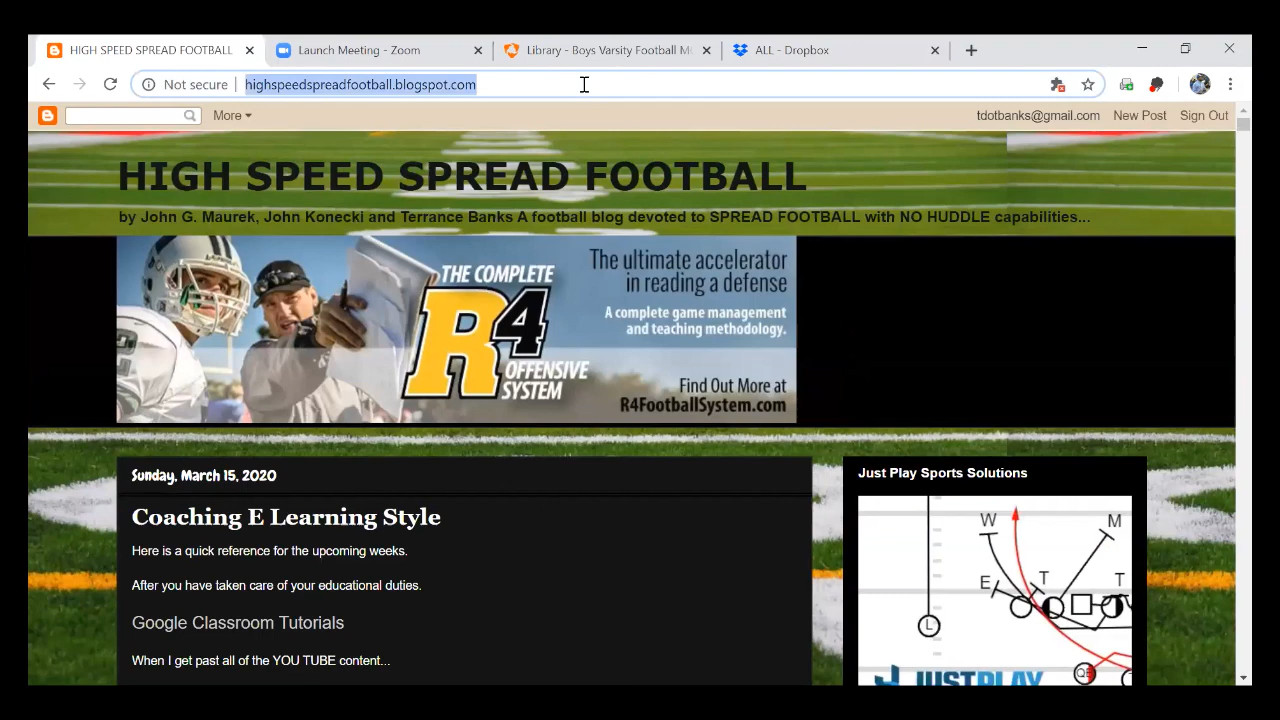 HIGH SPEED SPREAD FOOTBALL
Launch Meeting - Zoom
Library - Boys Varsity Football
ALL - Dropbox
Not secure
highspeedspreadfootball.blogspot.com
More
tdotbanks@gmail.com
New Post
Sign Out
HIGH SPEED SPREAD FOOTBALL
by John G. Maurek, John Konecki and Terrance Banks A football blog devoted to SPREAD FOOTBALL with NO HUDDLE capabilities...
THE COMPLETE
R4
OFFENSIVE
SYSTEM
The ultimate accelerator
in reading a defense
A complete game management
and teaching methodology.
Find Out More at
R4FootballSystem.com
Sunday, March 15, 2020
Coaching E Learning Style
Here is a quick reference for the upcoming weeks.
After you have taken care of your educational duties.
Google Classroom Tutorials
When I get past all of the YOU TUBE content...
Just Play Sports Solutions
W M
E T T
L
QB
JUSTPLAY